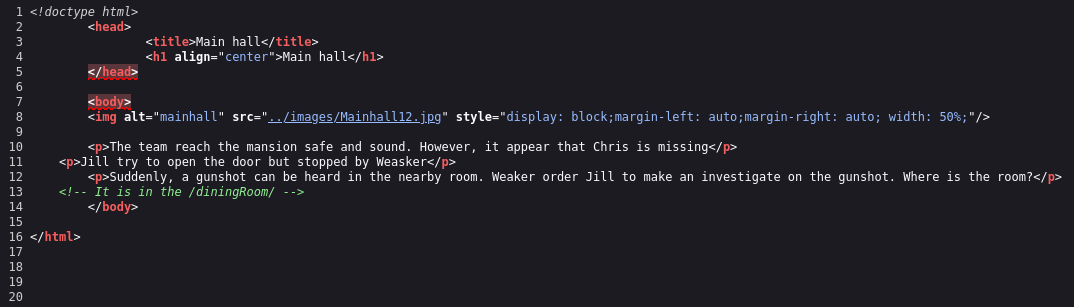 1 <!doctype html>
2 <head>
3 <title>Main hall</title>
4 <h1 align="center">Main hall</h1>
5 </head>
6
7 <body>
8 <img alt="mainhall" src="../images/Mainhall12.jpg" style="display: block;margin-left: auto;margin-right: auto; width: 50%;"/>
9
10 <p>The team reach the mansion safe and sound. However, it appear that Chris is missing</p>
11 <p>Jill try to open the door but stopped by Weasker</p>
12 <p>Suddenly, a gunshot can be heard in the nearby room. Weaker order Jill to make an investigate on the gunshot. Where is the room?</p>
13 <!-- It is in the /diningRoom/ -->
14 </body>
15
16 </html>
17
18
19
20